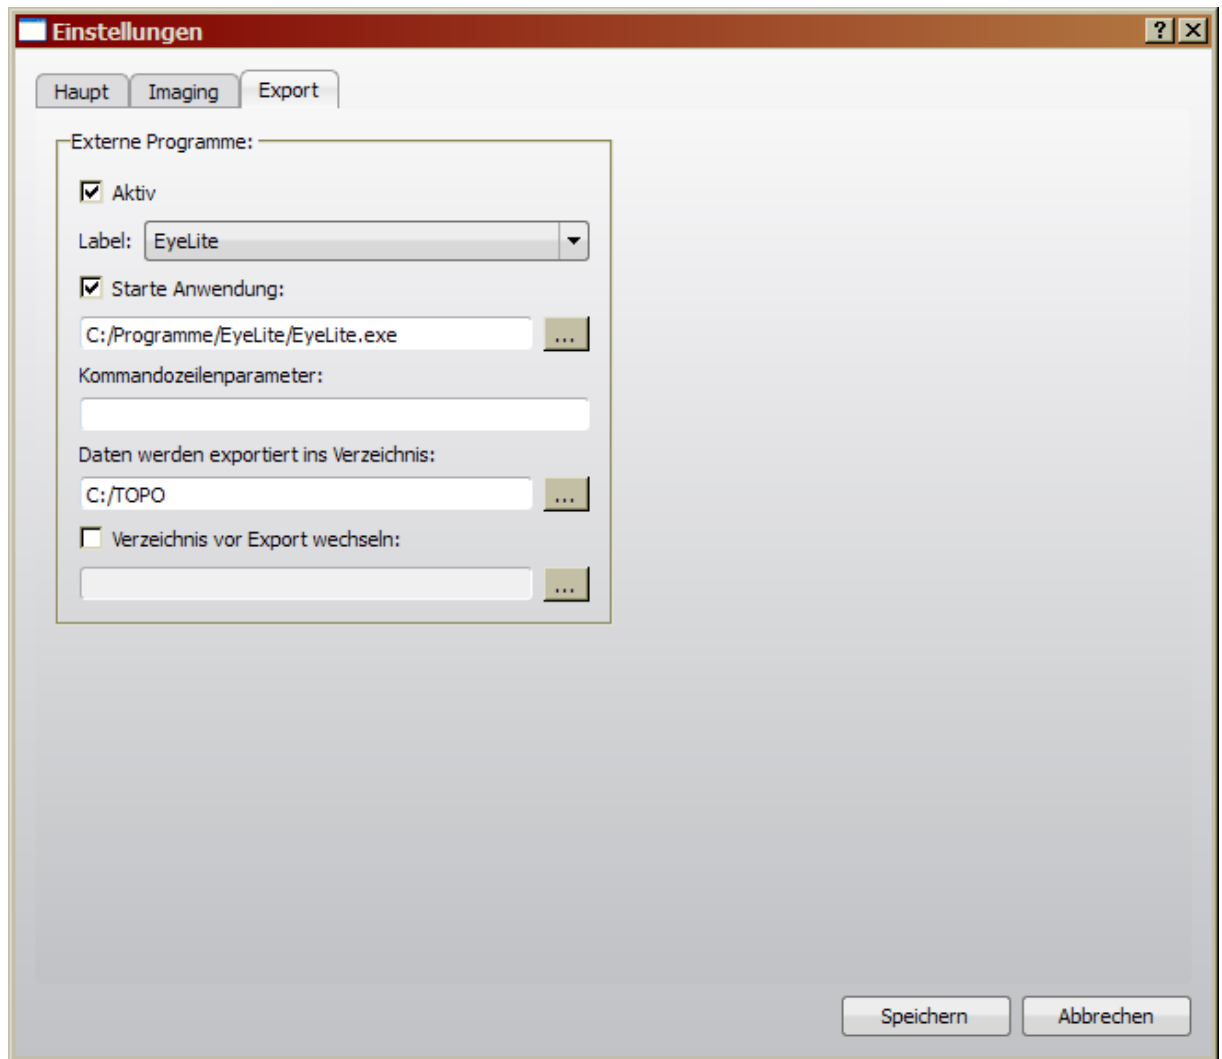 Einstellungen
Haupt Imaging Export
Externe Programme:
Aktiv
Label: EyeLite
Starte Anwendung:
C:/Programme/EyeLite/EyeLite.exe ...
Kommandozeilenparameter:
Daten werden exportiert ins Verzeichnis:
C:/TOPO ...
Verzeichnis vor Export wechseln:
...
Speichern Abbrechen